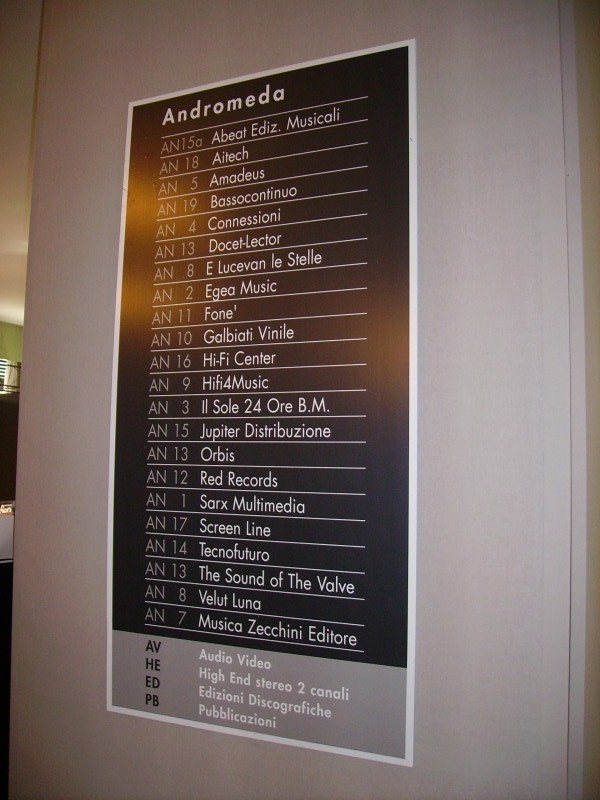 Andromeda
AN15a Abeat Ediz. Musicali
AN 18 Aitech
AN 5 Amadeus
AN 19 Bassocontinuo
AN 4 Connessioni
AN 13 Docet-Lector
AN 8 E Lucevan le Stelle
AN 2 Egea Music
AN 11 Fone'
AN 10 Galbiati Vinile
AN 16 Hi-Fi Center
AN 9 Hifi4Music
AN 3 Il Sole 24 Ore B.M.
AN 15 Jupiter Distribuzione
AN 13 Orbis
AN 12 Red Records
AN 1 Sarx Multimedia
AN 17 Screen Line
AN 14 Tecnofuturo
AN 13 The Sound of The Valve
AN 8 Velut Luna
AN 7 Musica Zecchini Editore
AV Audio Video
HE High End stereo 2 canali
ED Edizioni Discografiche
PB Pubblicazioni